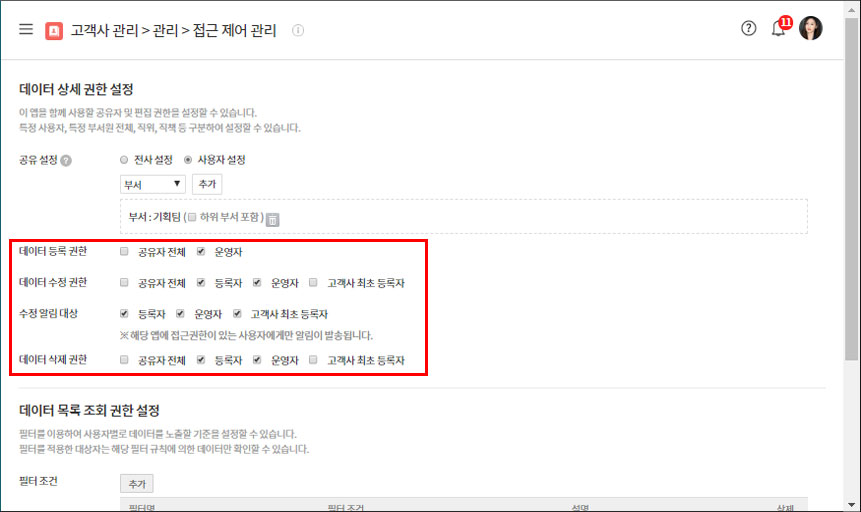 고객사 관리 > 관리 > 접근 제어 관리
11
데이터 상세 권한 설정
이 앱을 함께 사용할 공유자 및 편집 권한을 설정할 수 있습니다.
특정 사용자, 특정 부서원 전체, 직위, 직책 등 구분하여 설정할 수 있습니다.
공유 설정 ? 전사 설정 사용자 설정
부서 ▼ 추가
부서 : 기획팀 ( 하위 부서 포함 )
데이터 등록 권한 공유자 전체 운영자
데이터 수정 권한 공유자 전체 등록자 운영자 고객사 최초 등록자
수정 알림 대상 등록자 운영자 고객사 최초 등록자
※ 해당 앱에 접근권한이 있는 사용자에게만 알림이 발송됩니다.
데이터 삭제 권한 공유자 전체 등록자 운영자 고객사 최초 등록자
데이터 목록 조회 권한 설정
필터를 이용하여 사용자별로 데이터를 노출할 기준을 설정할 수 있습니다.
필터를 적용한 대상자는 해당 필터 규칙에 의한 데이터만 확인할 수 있습니다.
필터 조건 추가
필터명 필터 조건 설명 삭제